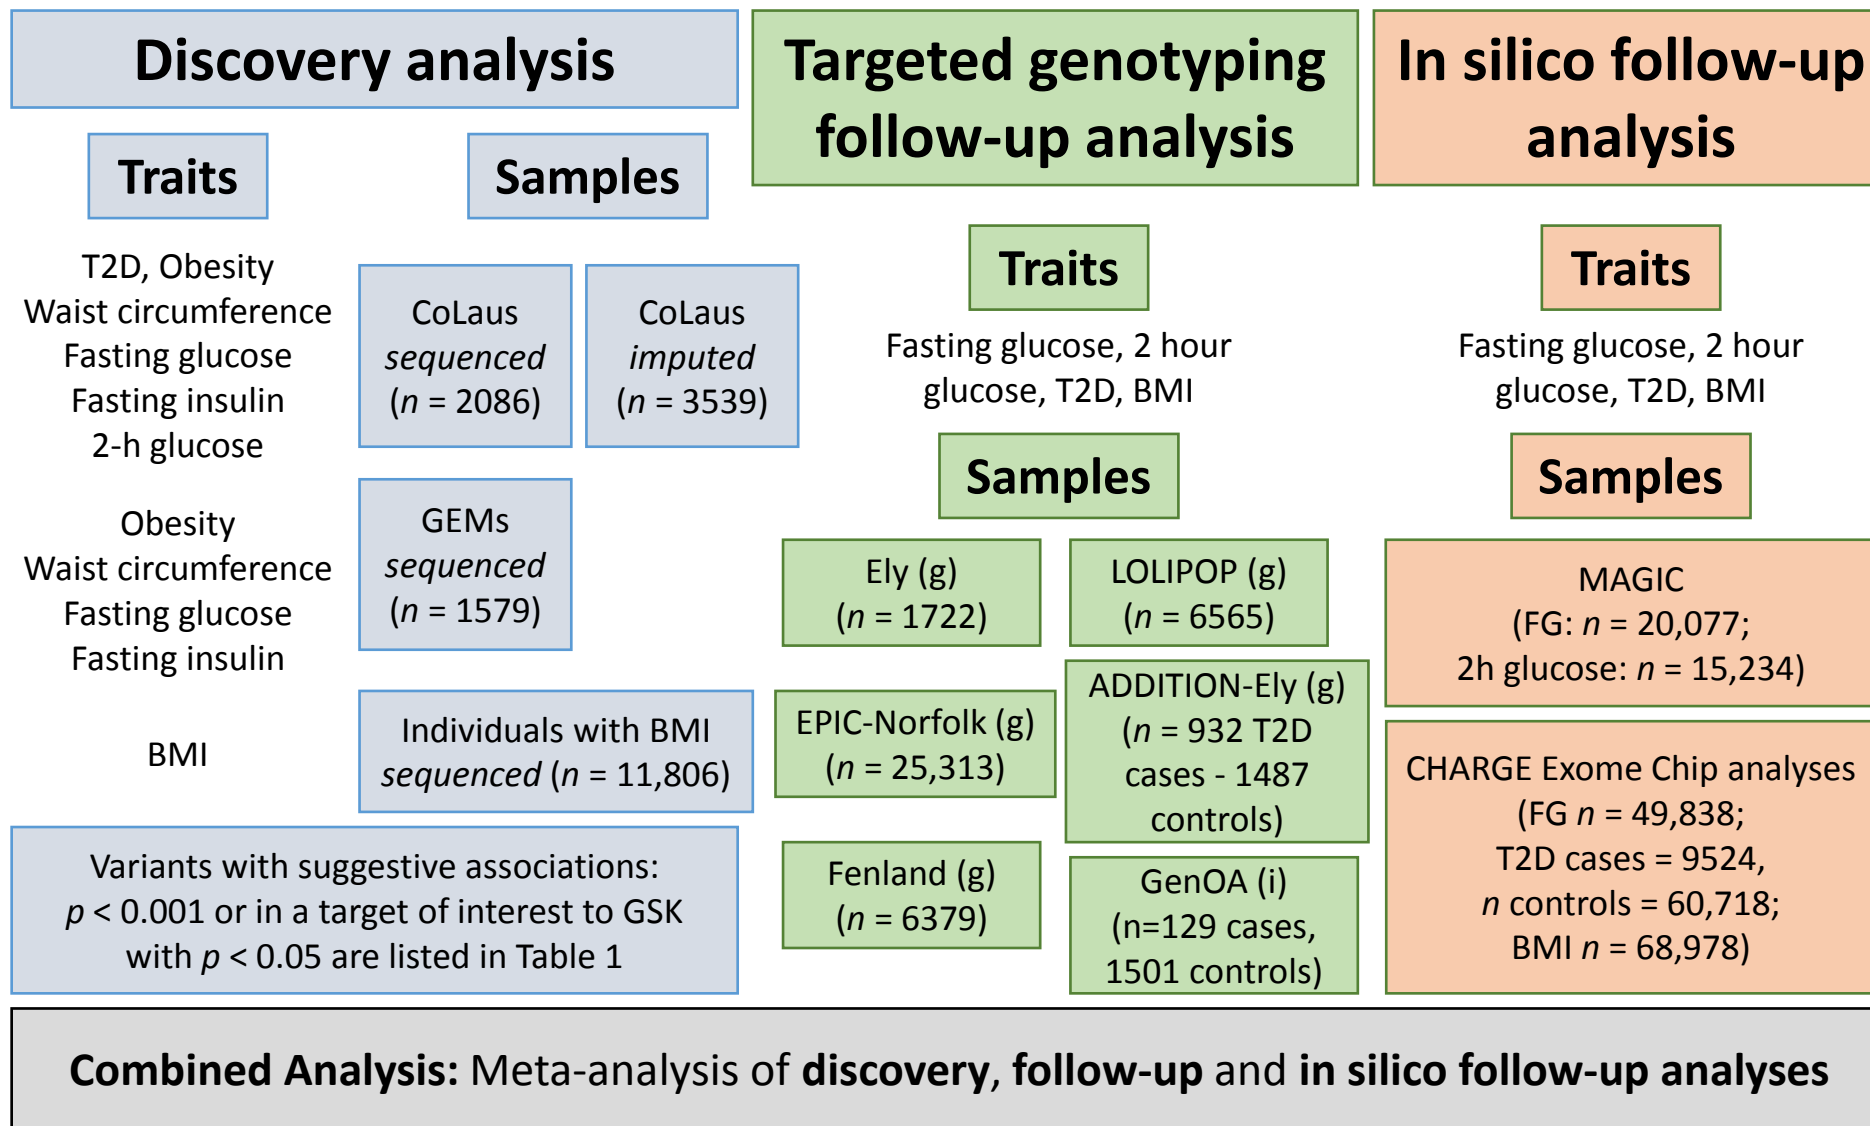 Discovery analysis
Traits
Samples
T2D, Obesity
Waist circumference
Fasting glucose
Fasting insulin
2-h glucose
CoLaus
sequenced
(n = 2086)
CoLaus
imputed
(n = 3539)
Obesity
Waist circumference
Fasting glucose
Fasting insulin
GEMs
sequenced
(n = 1579)
BMI
Individuals with BMI
sequenced (n = 11,806)
Variants with suggestive associations:
p < 0.001 or in a target of interest to GSK
with p < 0.05 are listed in Table 1
Targeted genotyping
follow-up analysis
Traits
Fasting glucose, 2 hour
glucose, T2D, BMI
Samples
Ely (g)
(n = 1722)
LOLIPOP (g)
(n = 6565)
EPIC-Norfolk (g)
(n = 25,313)
ADDITION-Ely (g)
(n = 932 T2D
cases - 1487
controls)
Fenland (g)
(n = 6379)
GenOA (i)
(n=129 cases,
1501 controls)
In silico follow-up
analysis
Traits
Fasting glucose, 2 hour
glucose, T2D, BMI
Samples
MAGIC
(FG: n = 20,077;
2h glucose: n = 15,234)
CHARGE Exome Chip analyses
(FG n = 49,838;
T2D cases = 9524,
n controls = 60,718;
BMI n = 68,978)
Combined Analysis: Meta-analysis of discovery, follow-up and in silico follow-up analyses